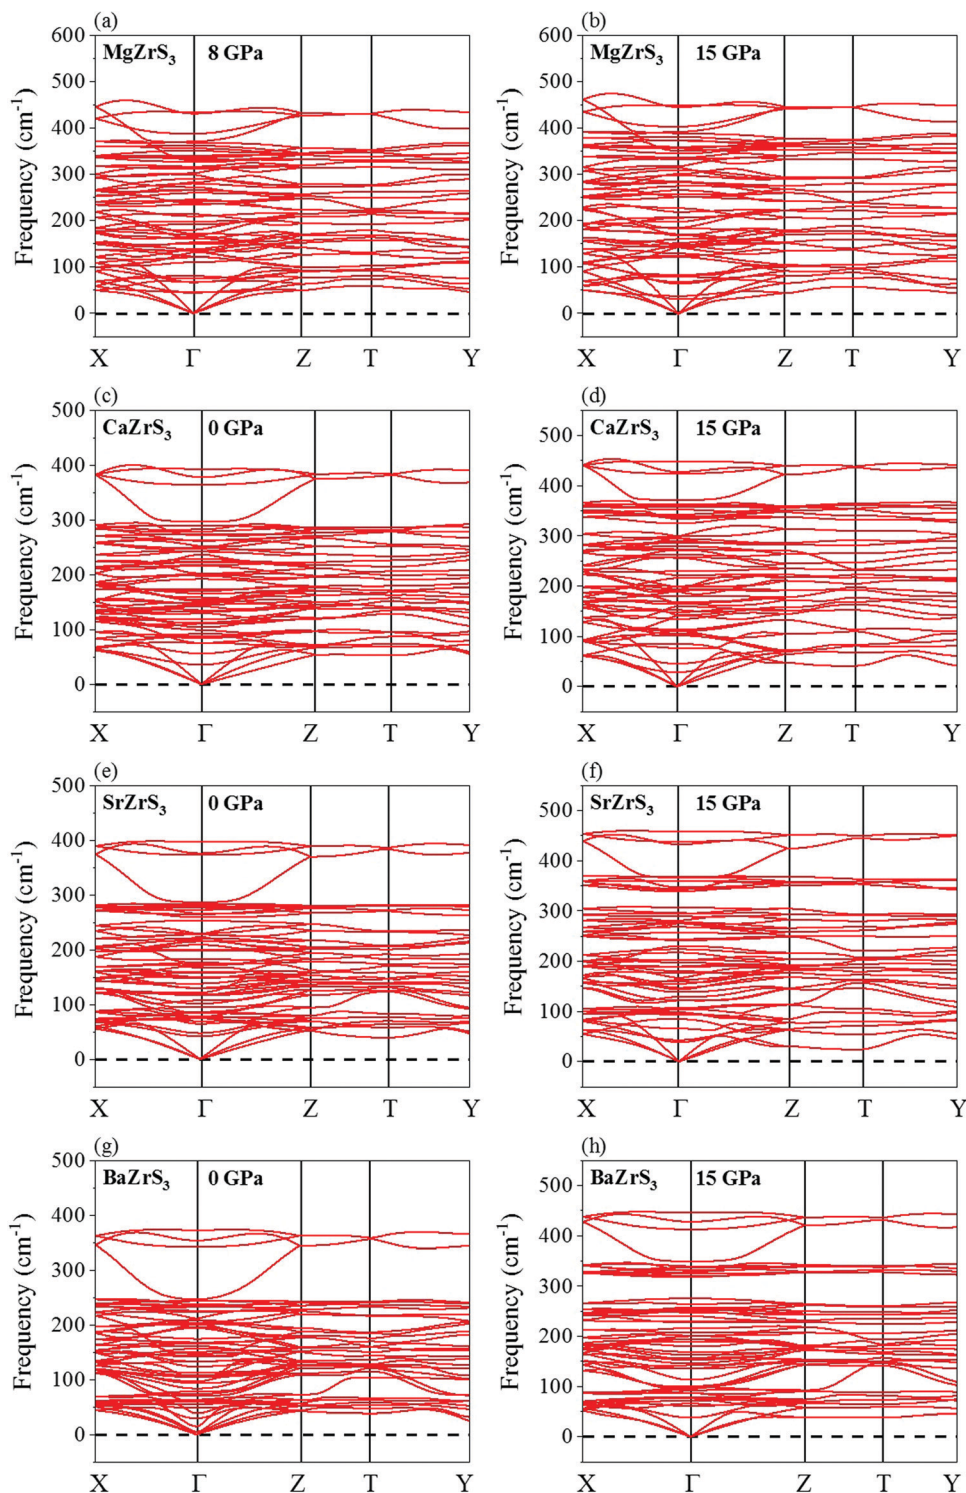 (a)
MgZrS₃ 8 GPa
Frequency (cm⁻¹)
600
500
400
300
200
100
0
X Γ Z T Y
(b)
MgZrS₃ 15 GPa
Frequency (cm⁻¹)
600
500
400
300
200
100
0
X Γ Z T Y
(c)
CaZrS₃ 0 GPa
Frequency (cm⁻¹)
500
400
300
200
100
0
X Γ Z T Y
(d)
CaZrS₃ 15 GPa
Frequency (cm⁻¹)
500
400
300
200
100
0
X Γ Z T Y
(e)
SrZrS₃ 0 GPa
Frequency (cm⁻¹)
500
400
300
200
100
0
X Γ Z T Y
(f)
SrZrS₃ 15 GPa
Frequency (cm⁻¹)
500
400
300
200
100
0
X Γ Z T Y
(g)
BaZrS₃ 0 GPa
Frequency (cm⁻¹)
500
400
300
200
100
0
X Γ Z T Y
(h)
BaZrS₃ 15 GPa
Frequency (cm⁻¹)
500
400
300
200
100
0
X Γ Z T Y